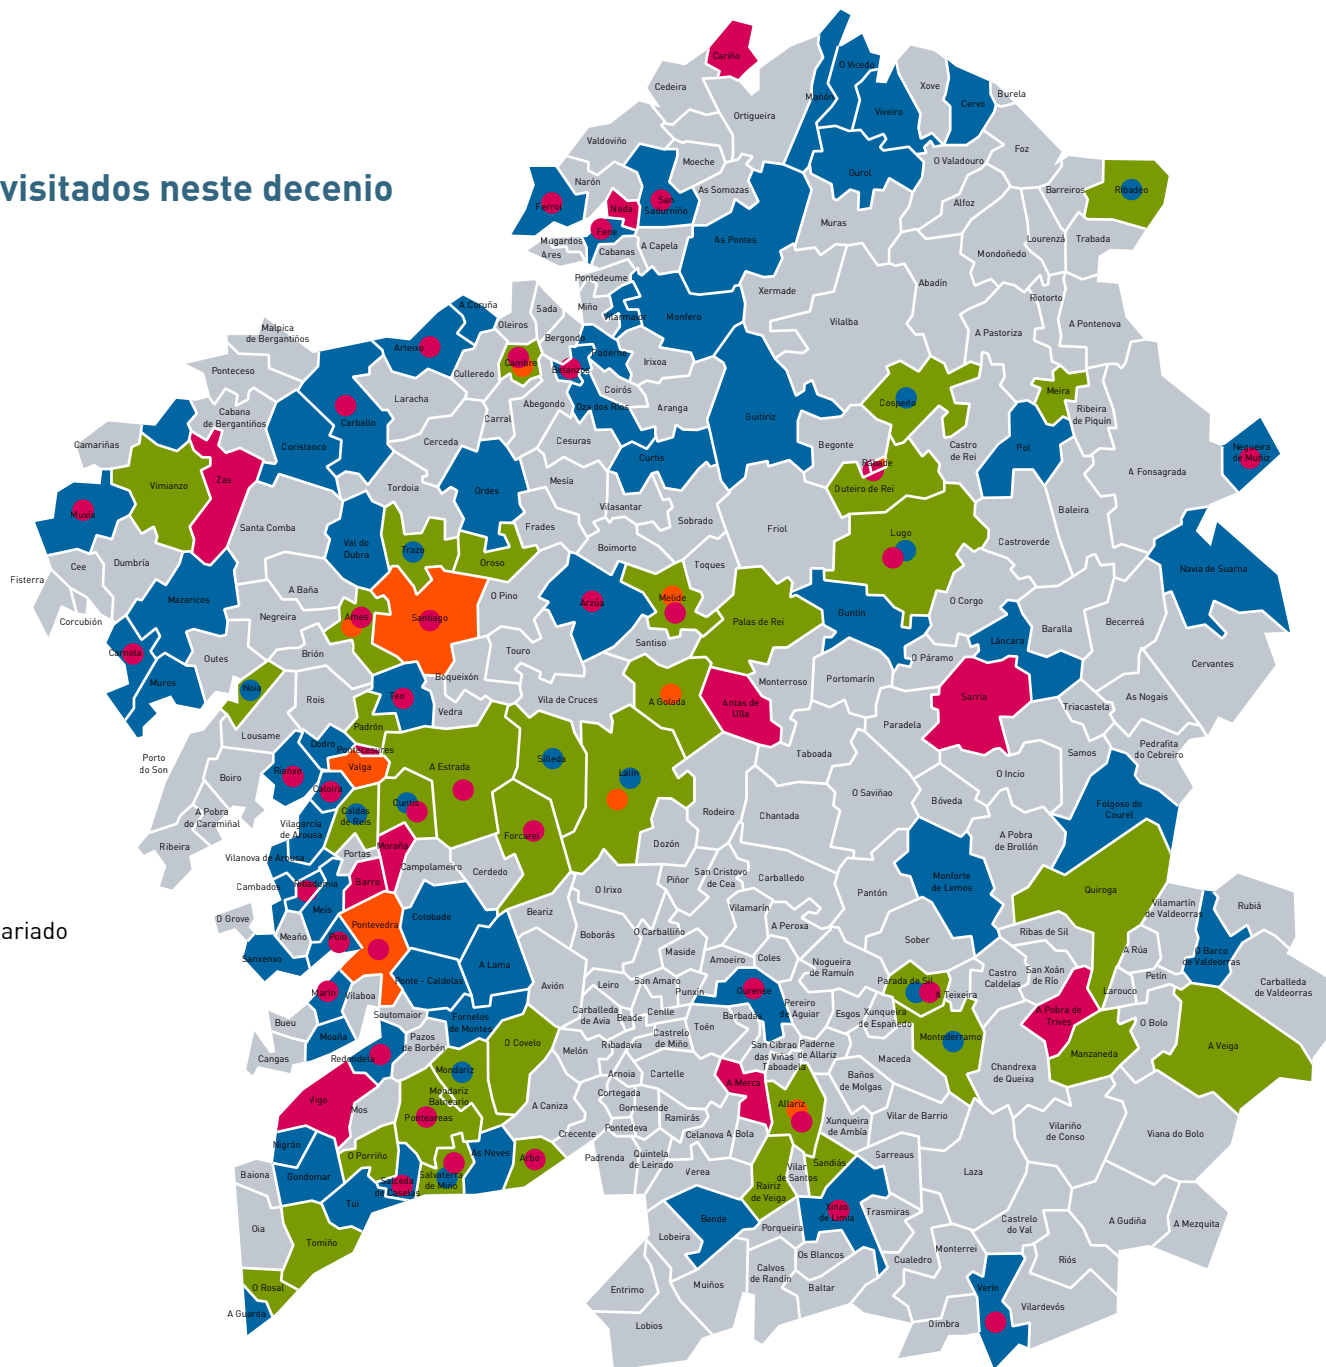 visitados neste decenio
ariado
Cariño
Cedeira
Ortigueira
Mañón
O Vicedo
Viveiro
Xove
Cervo
Burela
Valdoviño
Moeche
As Somozas
Ourol
O Valadouro
Foz
Barreiros
Ribadeo
Narón
Ferrol
Neda
San
Sadurniño
Fene
Mugardos
Ares
Cabanas
A Capela
As Pontes
Muras
Alfoz
Mondoñedo
Lourenzá
Trabada
Pontedeume
Miño
Vilarmaior
Monfero
Xermade
Abadín
Vilalba
Riotorto
A Pastoriza
A Pontenova
A Coruña
Sada
Oleiros
Bergondo
Malpica
de Bergantiños
Ponteceso
Arteixo
Culleredo
Cambre
Betanzos
Paderne
Irixoa
Coirós
Aranga
Laracha
Carballo
Abegondo
Oza dos Ríos
Carral
Guitiriz
Cospeito
Meira
Ribeira
de Piquín
Cabana
de Bergantiños
Camariñas
Coristanco
Cerceda
Cesuras
Curtis
Begonte
Castro
de Rei
Pol
A Fonsagrada
Negueira
de Muñiz
Vimianzo
Zas
Tordoia
Ordes
Mesía
Vilasantar
Rábade
Outeiro de Rei
Muxía
Santa Comba
Val do
Dubra
Trazo
Oroso
Frades
Boimorto
Sobrado
Friol
Lugo
Castroverde
Baleira
Navia de Suarna
Cee
Dumbría
Fisterra
Corcubión
Mazaricos
A Baña
Negreira
Ames
Santiago
O Pino
Arzúa
Melide
Toques
Palas de Rei
Guntín
O Corgo
Baralla
Becerreá
Láncara
O Páramo
Cervantes
Carnota
Muros
Outes
Brión
Noia
Touro
Santiso
Boqueixón
Teo
Vedra
Vila de Cruces
A Golada
Antas de
Ulla
Monterroso
Portomarín
Paradela
Sarria
Triacastela
As Nogais
Rois
Padrón
Lousame
Dodro
Pontecesures
Valga
Porto
do Son
Boiro
Rianxo
Catoira
A Estrada
Silleda
Lalín
Taboada
Samos
Pedrafita
do Cebreiro
O Incio
Folgoso do
Courel
A Pobra
do Caramiñal
Ribeira
Vilagarcía
de Arousa
Caldas
de Reis
Cuntis
Forcarei
Rodeiro
Chantada
O Saviñao
Bóveda
A Pobra
de Brollón
Vilanova de Arousa
Portas
Moraña
Campolameiro
Cerdedo
Dozón
Cambados
Ribadumia
Barro
O Grove
Meis
Meaño
Poio
Pontevedra
Cotobade
Beariz
O Irixo
Piñor
San Cristovo
de Cea
Carballedo
Pantón
Monforte
de Lemos
Quiroga
Vilamartín
de Valdeorras
Rubiá
Sanxenxo
A Lama
Ponte - Caldelas
Boborás
O Carballiño
Vilamarín
A Peroxa
Maside
Amoeiro
Coles
Nogueira
de Ramuín
Sober
Ribas de Sil
A Rúa
O Barco
de Valdeorras
Petín
Carballeda
de Valdeorras
Marín
Vilaboa
Soutomaior
Avión
Leiro
San Amaro
Punxín
Ourense
Barbadás
Pereiro
de Aguiar
Parada de Sil
A Teixeira
Castro
Caldelas
San Xoán
de Río
Larouco
A Pobra de
Trives
O Bolo
Bueu
Moaña
Cangas
Redondela
Pazos
de Borbén
Fornelos
de Montes
O Covelo
Carballeda
de Avia
Beade
Cenlle
Castrelo
de Miño
Toén
Ribadavia
Melón
Esgos
Xunqueira
de Españedo
Montederramo
Manzaneda
A Veiga
San Cibrao
das Viñas
Paderne
de Allariz
Taboadela
Maceda
Chandrexa
de Queixa
Mondariz
Mondariz
Balneario
Arnoia
Cartelle
Cortegada
Gomesende
Ramirás
A Merca
Baños
de Molgas
Allariz
Xunqueira
de Ambía
Vilar de Barrio
Vilariño
de Conso
Viana do Bolo
Vigo
Mos
Ponteareas
A Caniza
Crecente
Pontedeva
Celanova
A Bola
Nigrán
O Porriño
Gondomar
Salceda
de Caselas
Salvaterra
de Miño
As Neves
Arbo
Padrenda
Quintela
de Leirado
Verea
Rairiz
de Veiga
Vilar
de Santos
Sandiás
Sarreaus
Laza
Baiona
Oia
Tui
Tomiño
Bande
Lobeira
Porqueira
Xinzo
de Limia
Trasmiras
Castrelo
do Val
A Gudiña
A Mezquita
O Rosal
A Guarda
Entrimo
Muíños
Calvos
de Randín
Os Blancos
Baltar
Cualedro
Monterrei
Riós
Verín
Vilardevós
Lobios
Oimbra